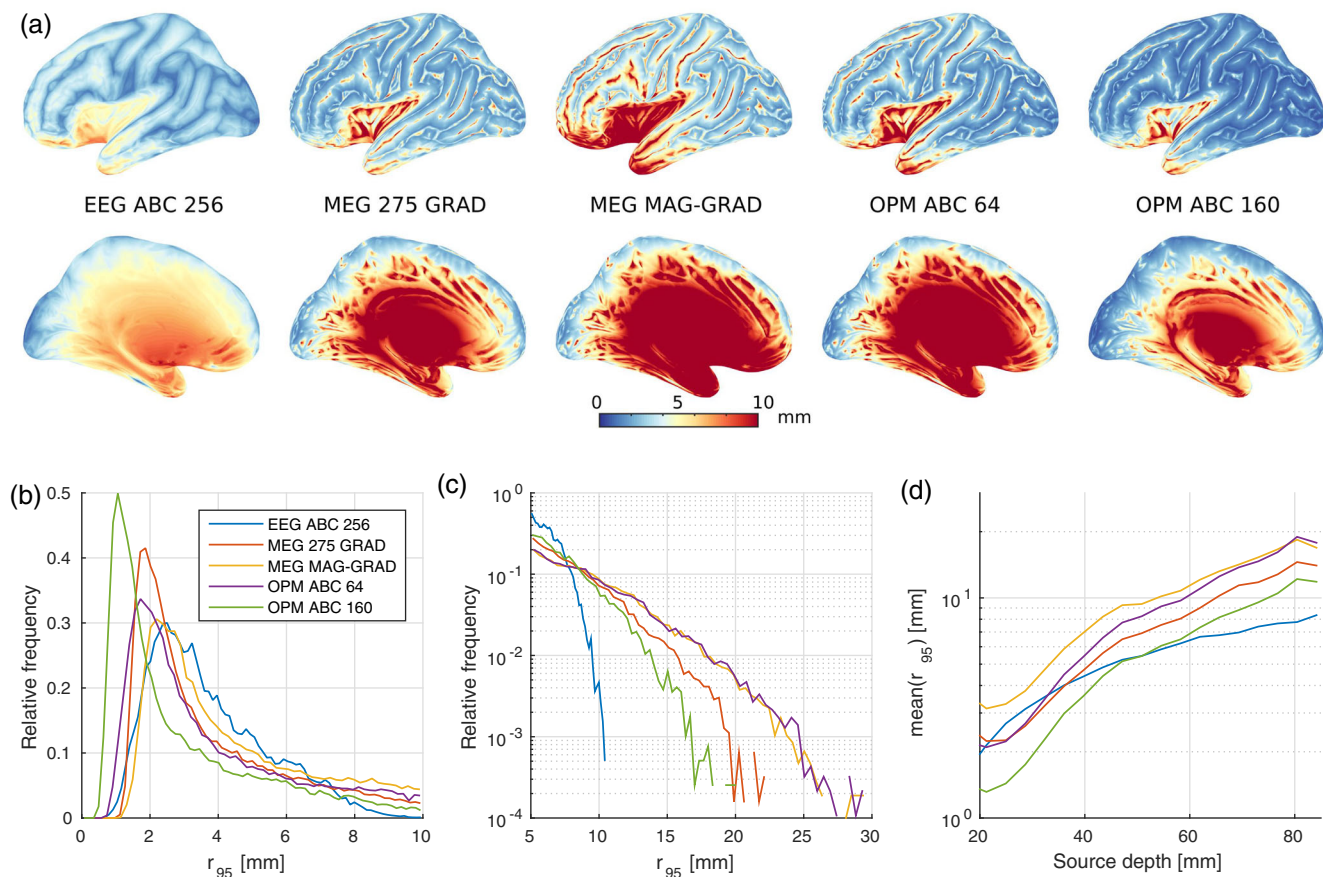 (a)
EEG ABC 256
MEG 275 GRAD
MEG MAG-GRAD
OPM ABC 64
OPM ABC 160
0 5 10
mm
(b)
0.5
0.4
0.3
0.2
0.1
0
0 2 4 6 8 10
Relative frequency
r95 [mm]
EEG ABC 256
MEG 275 GRAD
MEG MAG-GRAD
OPM ABC 64
OPM ABC 160
(c)
10^0
10^-1
10^-2
10^-3
10^-4
5 10 15 20 25 30
Relative frequency
r95 [mm]
(d)
10^1
10^0
20 40 60 80
mean(r 95) [mm]
Source depth [mm]